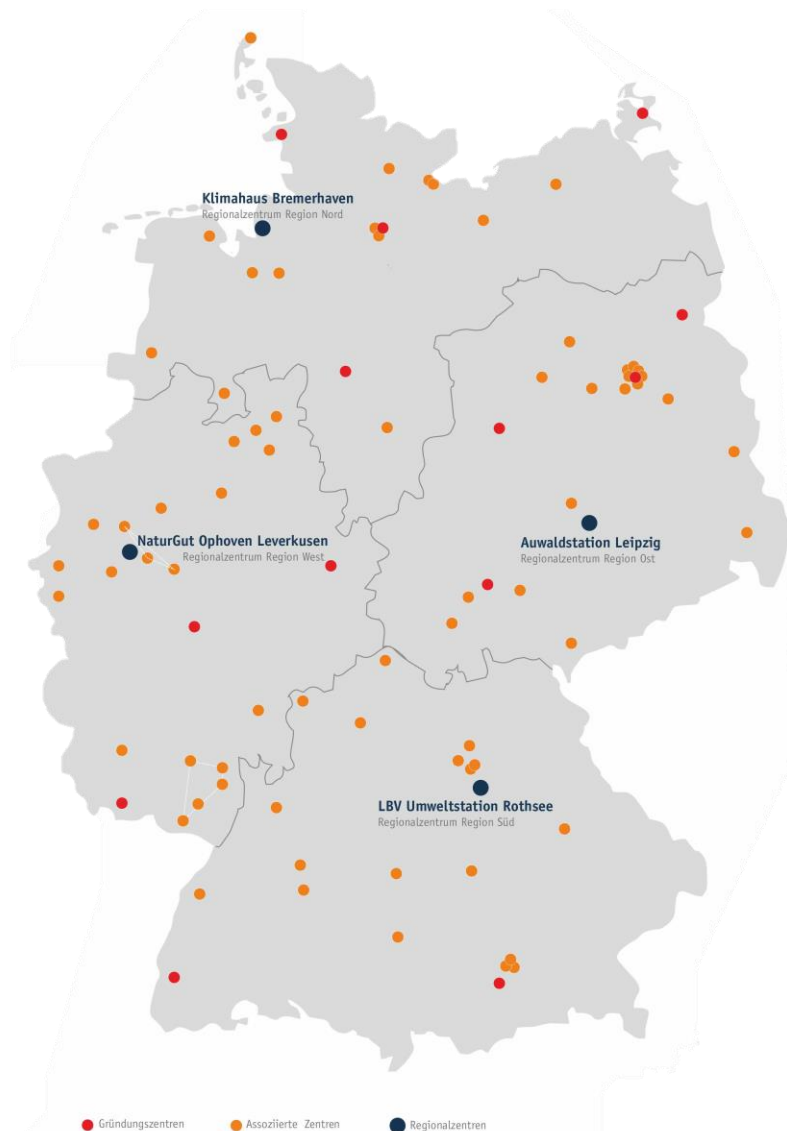 Klimahaus Bremerhaven
Regionalzentrum Region Nord
NaturGut Ophoven Leverkusen
Regionalzentrum Region West
Auwaldstation Leipzig
Regionalzentrum Region Ost
LBV Umweltstation Rothsee
Regionalzentrum Region Süd
Gründungszentren Assoziierte Zentren Regionalzentren